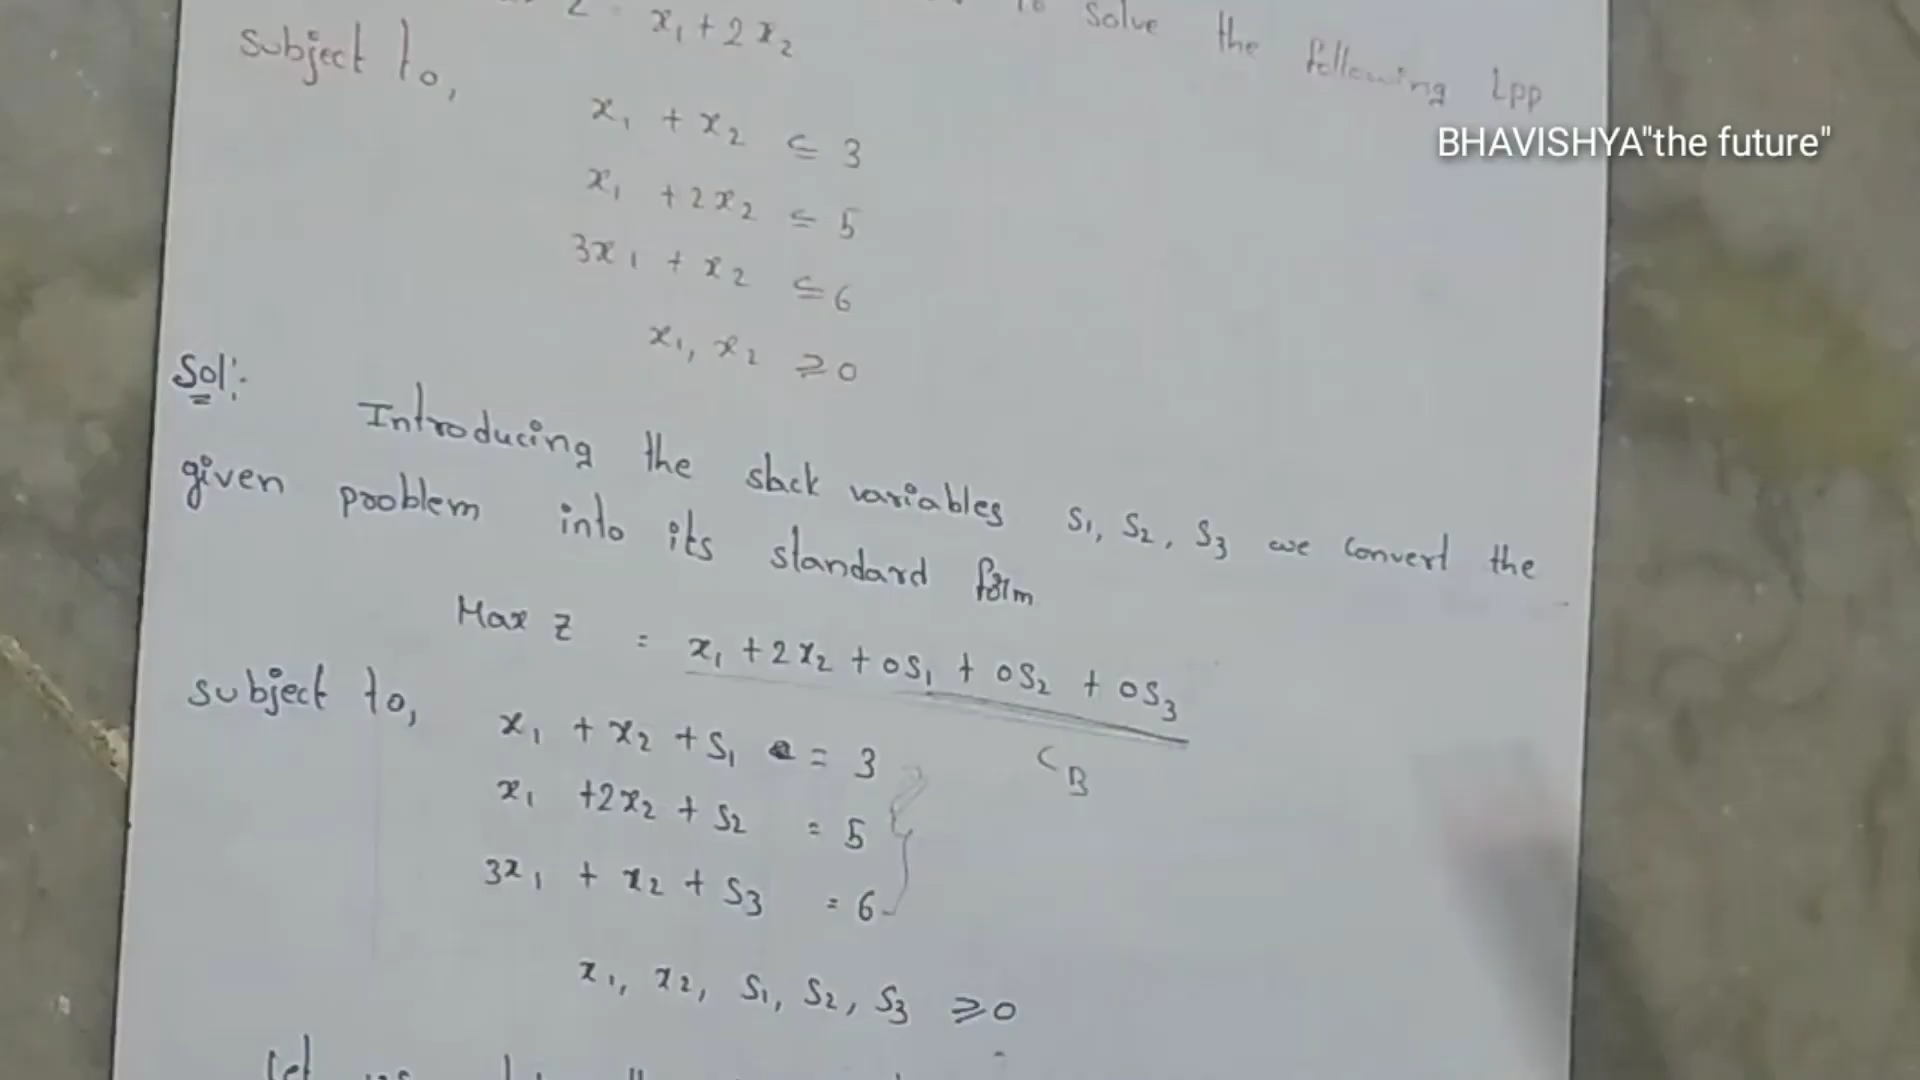 to solve the following Lpp
Z = x₁ + 2x₂
subject to,
x₁ + x₂ ≤ 3
x₁ + 2x₂ ≤ 5
3x₁ + x₂ ≤ 6
x₁, x₂ ≥ 0
BHAVISHYA"the future"
Sol:-
Introducing the slack variables s₁, s₂, s₃ we convert the
given problem into its standard form
Max Z = x₁ + 2x₂ + 0s₁ + 0s₂ + 0s₃
subject to,
x₁ + x₂ + s₁ = 3
C_B
x₁ + 2x₂ + s₂ = 5
3x₁ + x₂ + s₃ = 6
x₁, x₂, s₁, s₂, s₃ ≥ 0